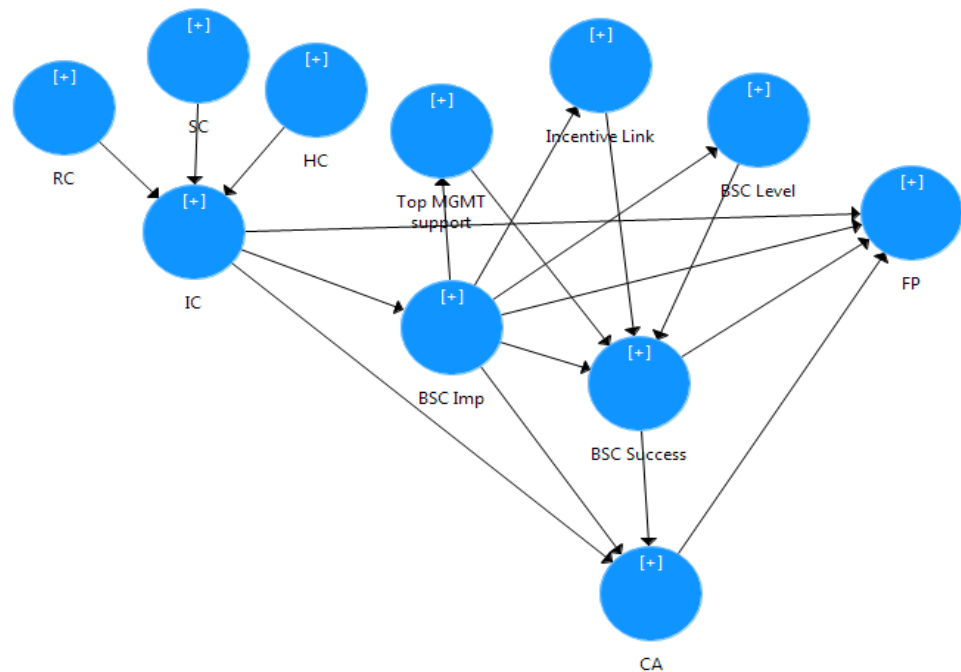 [+]
SC
[+]
RC
[+]
HC
[+]
Top MGMT
support
[+]
Incentive Link
[+]
BSC Level
[+]
FP
[+]
IC
[+]
BSC Imp
[+]
BSC Success
[+]
CA